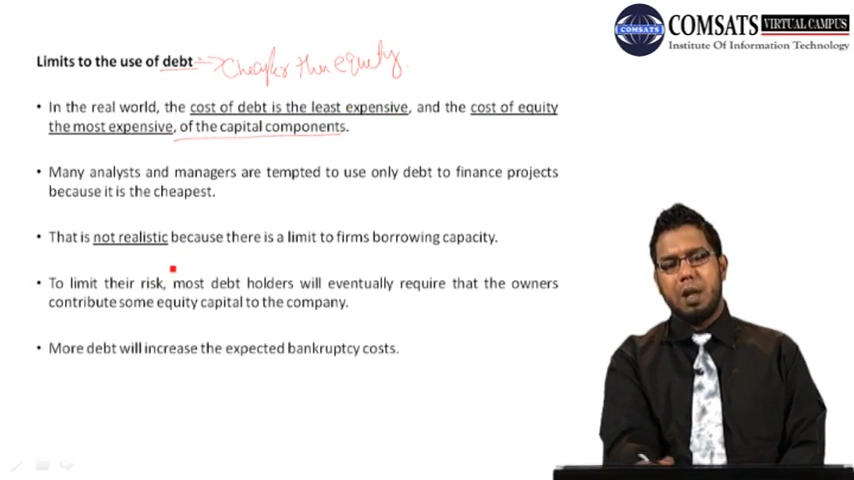 COMSATS
COMSATS VIRTUAL CAMPUS
Institute Of Information Technology
Limits to the use of debt cheaper then equity.
• In the real world, the cost of debt is the least expensive, and the cost of equity
the most expensive, of the capital components.
• Many analysts and managers are tempted to use only debt to finance projects
because it is the cheapest.
• That is not realistic because there is a limit to firms borrowing capacity.
• To limit their risk, most debt holders will eventually require that the owners
contribute some equity capital to the company.
• More debt will increase the expected bankruptcy costs.